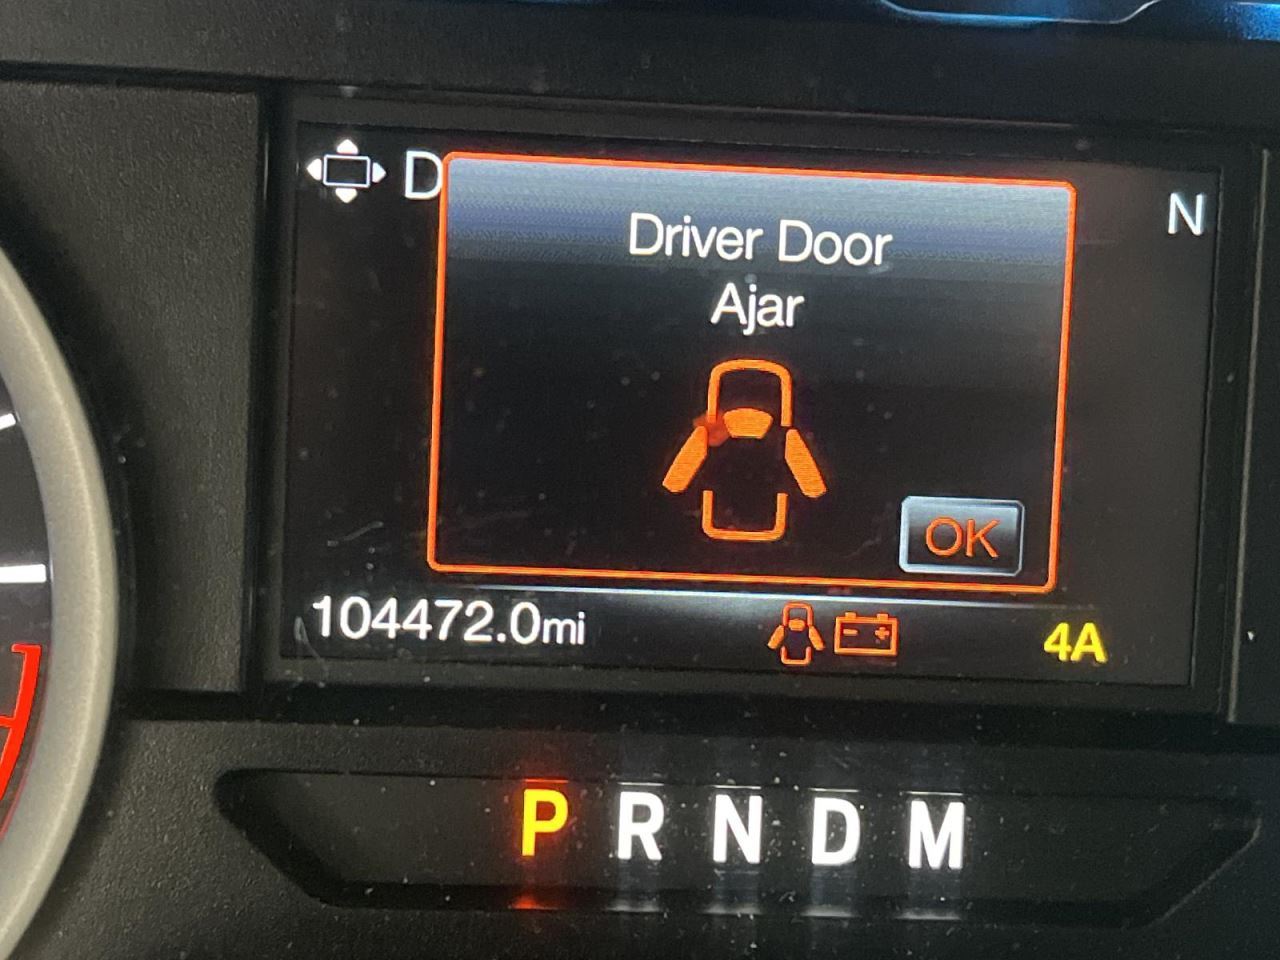 D
N
Driver Door
Ajar
OK
104472.0mi
4A
P R N D M